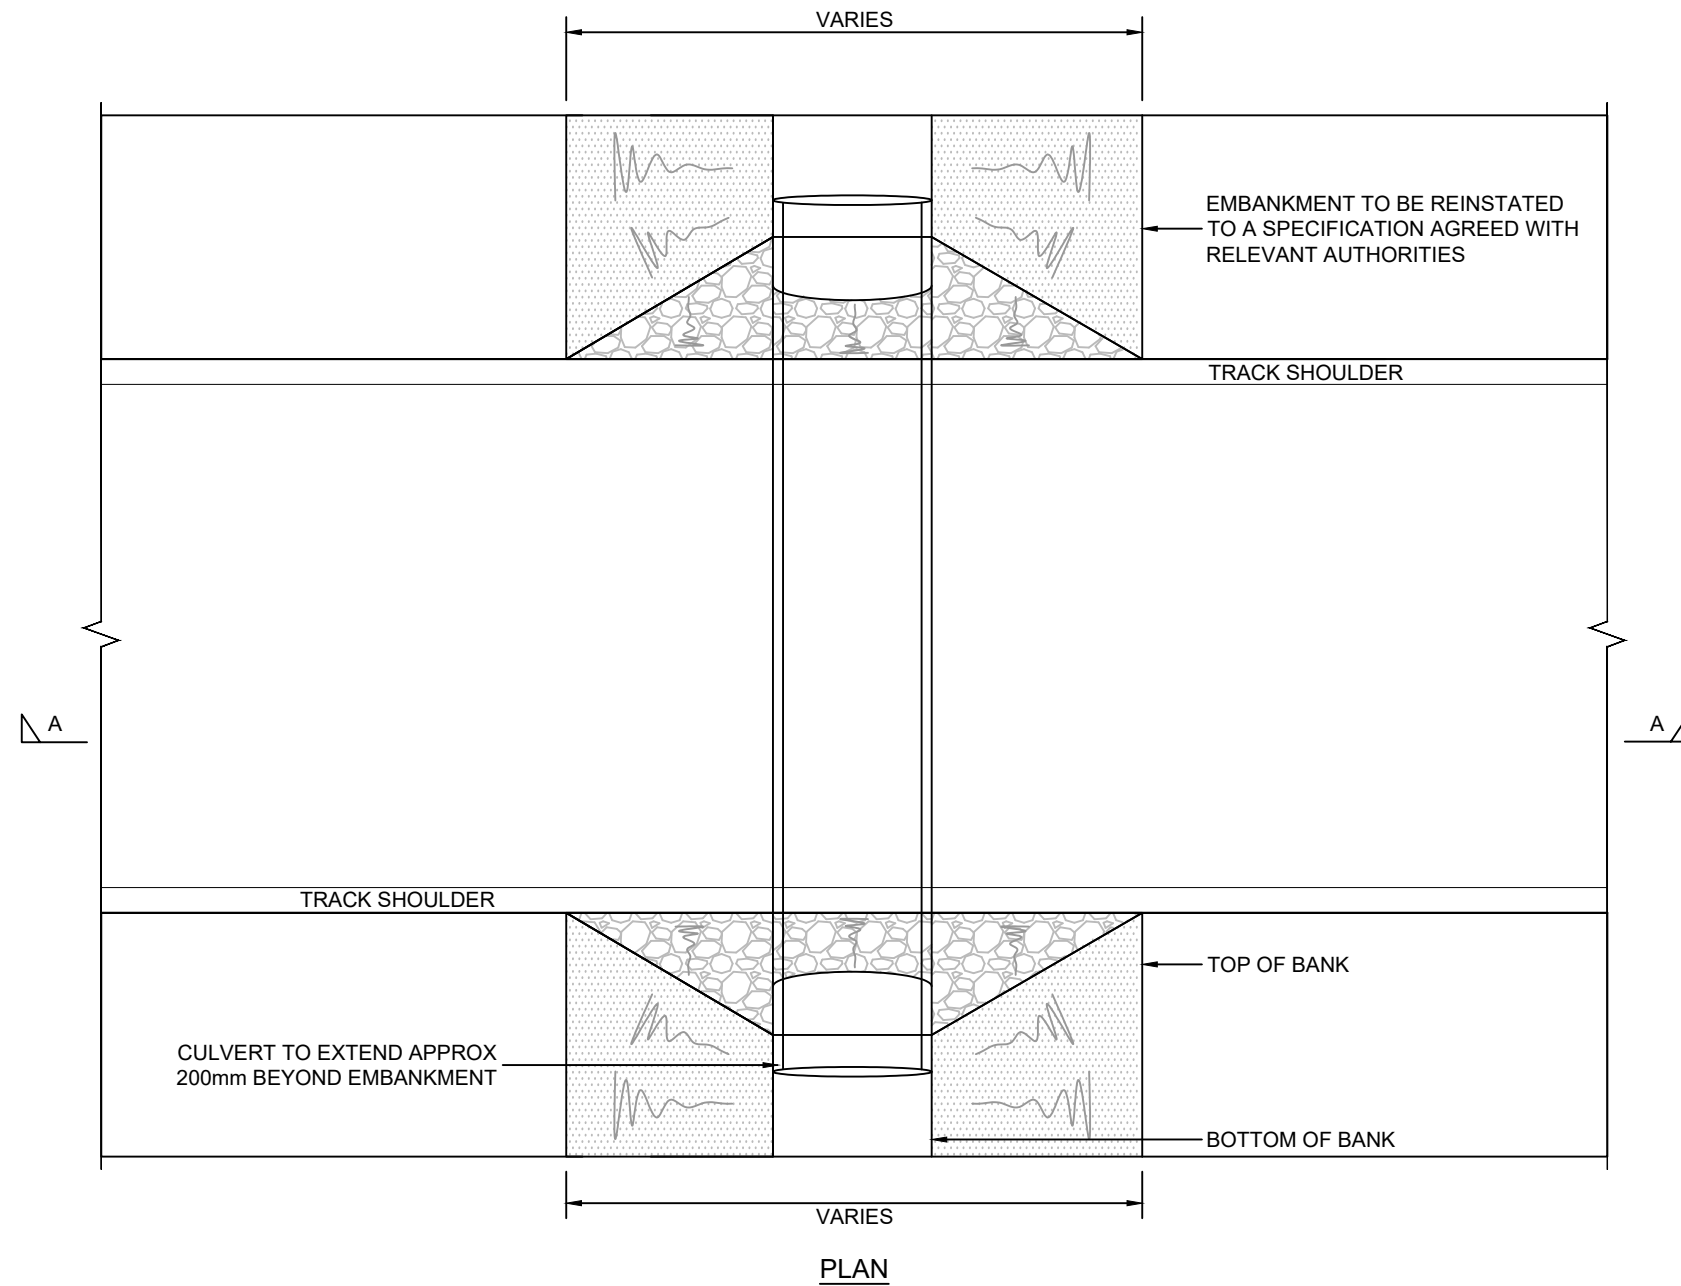 VARIES
EMBANKMENT TO BE REINSTATED
TO A SPECIFICATION AGREED WITH
RELEVANT AUTHORITIES
TRACK SHOULDER
A
A
TRACK SHOULDER
TOP OF BANK
CULVERT TO EXTEND APPROX
200mm BEYOND EMBANKMENT
BOTTOM OF BANK
VARIES
PLAN